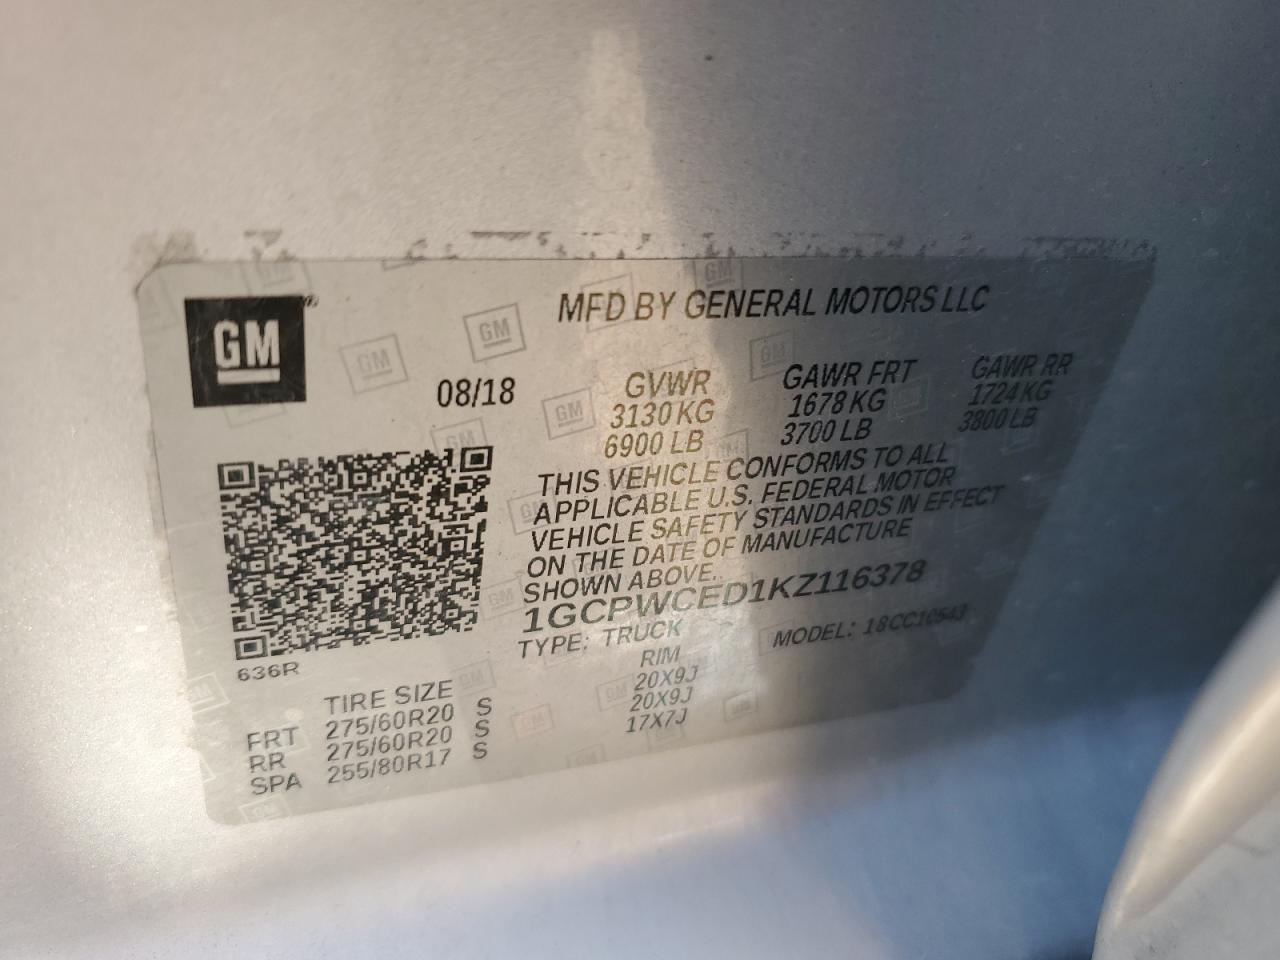 GM
MFD BY GENERAL MOTORS LLC
08/18
GVWR GAWR FRT GAWR RR
3130 KG 1678 KG 1724 KG
6900 LB 3700 LB 3800 LB
THIS VEHICLE CONFORMS TO ALL
APPLICABLE U.S. FEDERAL MOTOR
VEHICLE SAFETY STANDARDS IN EFFECT
ON THE DATE OF MANUFACTURE
SHOWN ABOVE.
1GCPWCED1KZ116378
TYPE: TRUCK MODEL: 18CC10543
636R
TIRE SIZE RIM
FRT 275/60R20 S 20X9J
RR 275/60R20 S 20X9J
SPA 255/80R17 S 17X7J